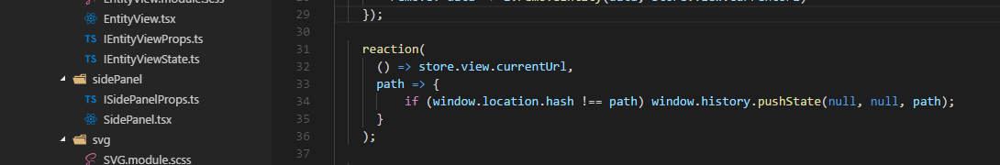 EntityView.module.scss
EntityView.tsx
TS IEntityViewProps.ts
TS IEntityViewState.ts
sidePanel
TS ISidePanelProps.ts
SidePanel.tsx
svg
SVG.module.scss
29 });
30
31 reaction(
32 () => store.view.currentUrl,
33 path => {
34 if (window.location.hash !== path) window.history.pushState(null, null, path);
35 }
36 );
37